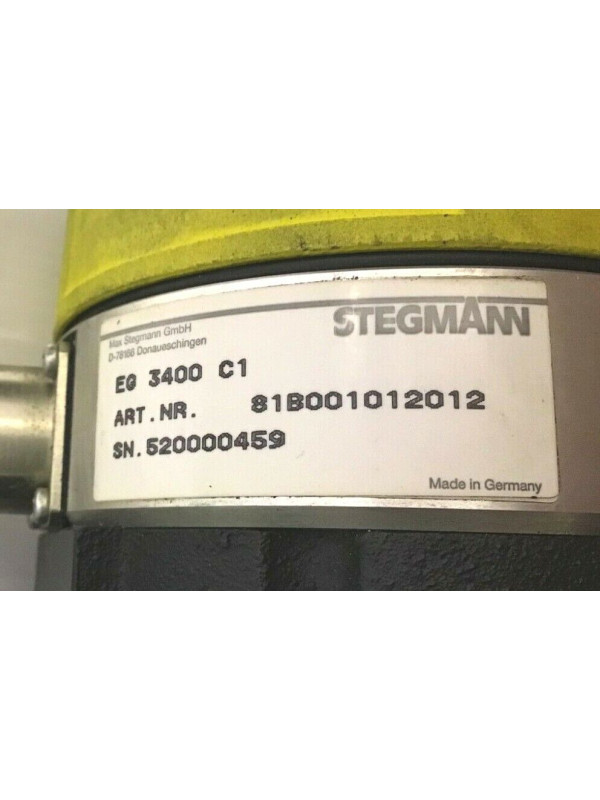 Max Stegmann GmbH
D-78166 Donaueschingen
STEGMANN
EG 3400 C1
ART.NR. 81B001012012
SN.520000459
Made in Germany